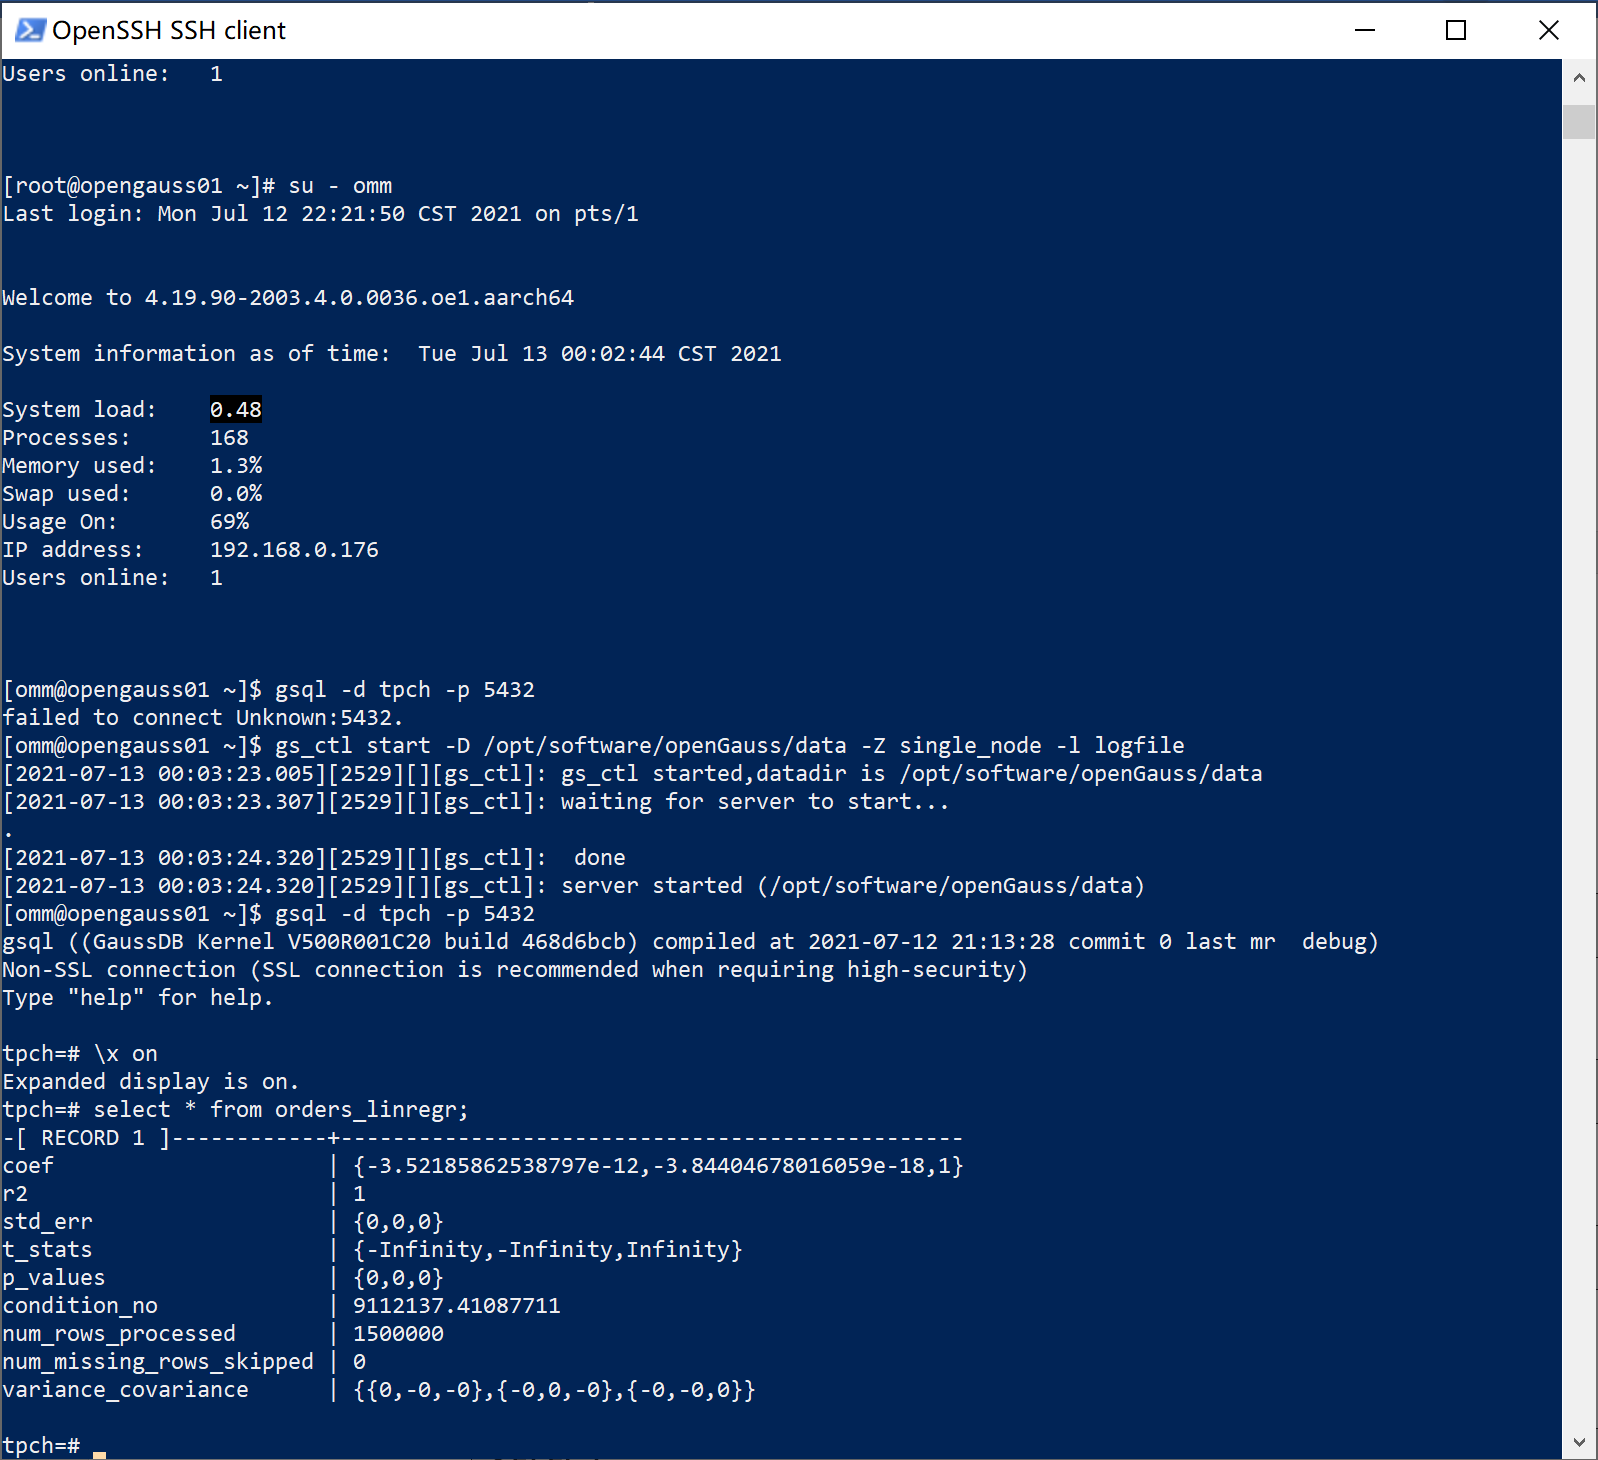 OpenSSH SSH client
Users online:   1
[root@opengauss01 ~]# su - omm
Last login: Mon Jul 12 22:21:50 CST 2021 on pts/1
Welcome to 4.19.90-2003.4.0.0036.oe1.aarch64
System information as of time:  Tue Jul 13 00:02:44 CST 2021
System load:    0.48
Processes:      168
Memory used:    1.3%
Swap used:      0.0%
Usage On:       69%
IP address:     192.168.0.176
Users online:   1
[omm@opengauss01 ~]$ gsql -d tpch -p 5432
failed to connect Unknown:5432.
[omm@opengauss01 ~]$ gs_ctl start -D /opt/software/openGauss/data -Z single_node -l logfile
[2021-07-13 00:03:23.005][2529][][gs_ctl]: gs_ctl started,datadir is /opt/software/openGauss/data
[2021-07-13 00:03:23.307][2529][][gs_ctl]: waiting for server to start...
.
[2021-07-13 00:03:24.320][2529][][gs_ctl]:  done
[2021-07-13 00:03:24.320][2529][][gs_ctl]: server started (/opt/software/openGauss/data)
[omm@opengauss01 ~]$ gsql -d tpch -p 5432
gsql ((GaussDB Kernel V500R001C20 build 468d6bcb) compiled at 2021-07-12 21:13:28 commit 0 last mr  debug)
Non-SSL connection (SSL connection is recommended when requiring high-security)
Type "help" for help.
tpch=# \x on
Expanded display is on.
tpch=# select * from orders_linregr;
-[ RECORD 1 ]------------+------------------------------------------------
coef                     | {-3.52185862538797e-12,-3.84404678016059e-18,1}
r2                       | 1
std_err                  | {0,0,0}
t_stats                  | {-Infinity,-Infinity,Infinity}
p_values                 | {0,0,0}
condition_no             | 9112137.41087711
num_rows_processed       | 1500000
num_missing_rows_skipped | 0
variance_covariance      | {{0,-0,-0},{-0,0,-0},{-0,-0,0}}
tpch=#